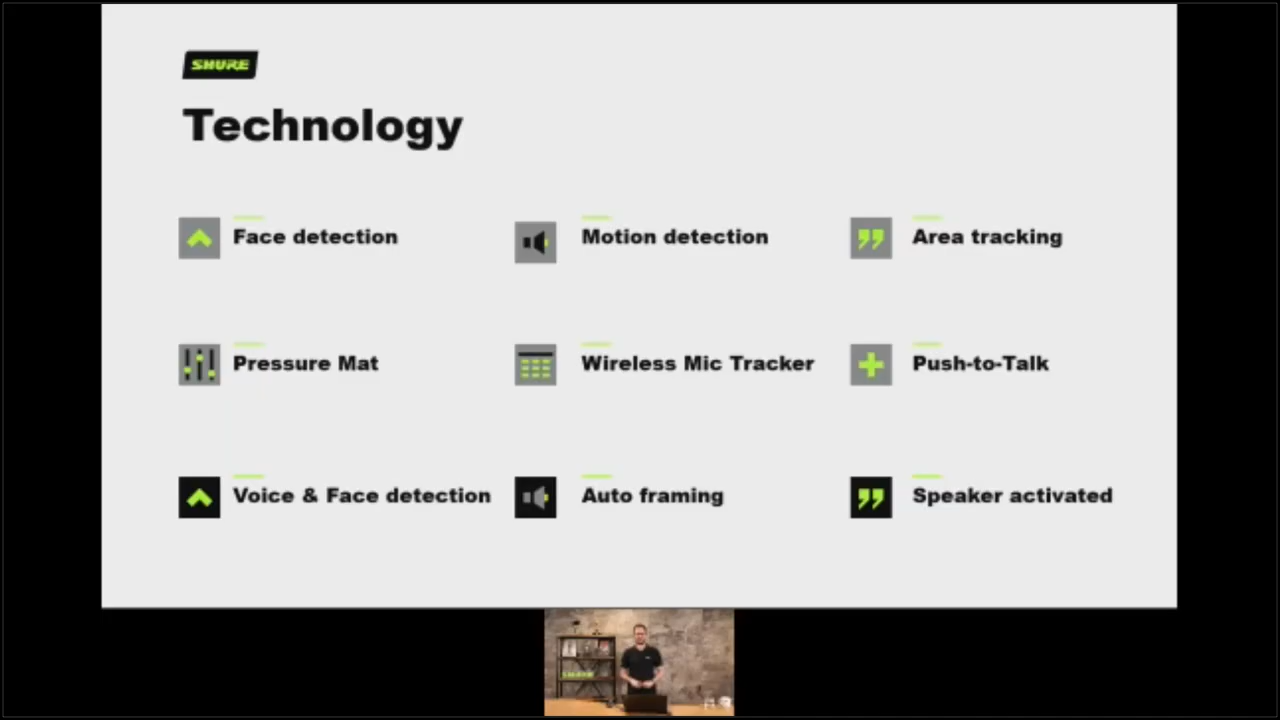 SHURE
Technology
Face detection
Motion detection
Area tracking
Pressure Mat
Wireless Mic Tracker
Push-to-Talk
Voice & Face detection
Auto framing
Speaker activated
SHURE